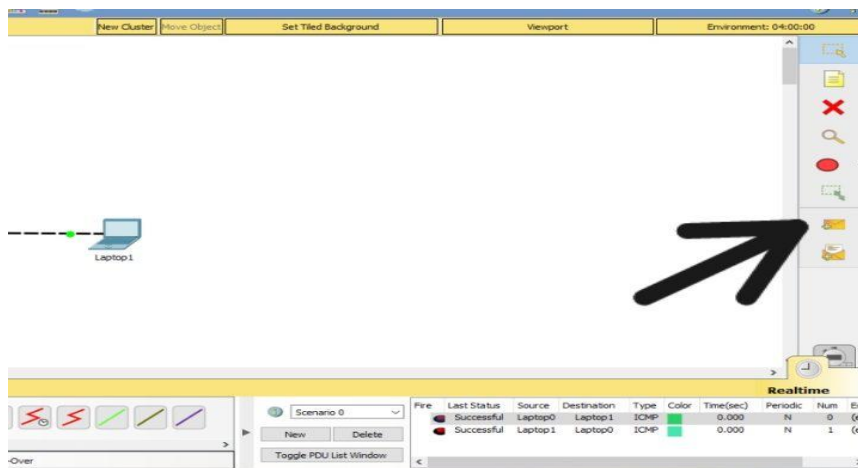 New Cluster Move Object Set Tiled Background Viewport Environment: 04:00:00
Laptop1
Realtime
Scenario 0
New Delete
Toggle PDU List Window
Fire Last Status Source Destination Type Color Time(sec) Periodic Num
Successful Laptop0 Laptop1 ICMP 0.000 N 0 (e
Successful Laptop1 Laptop0 ICMP 0.000 N 1 (e
-Over